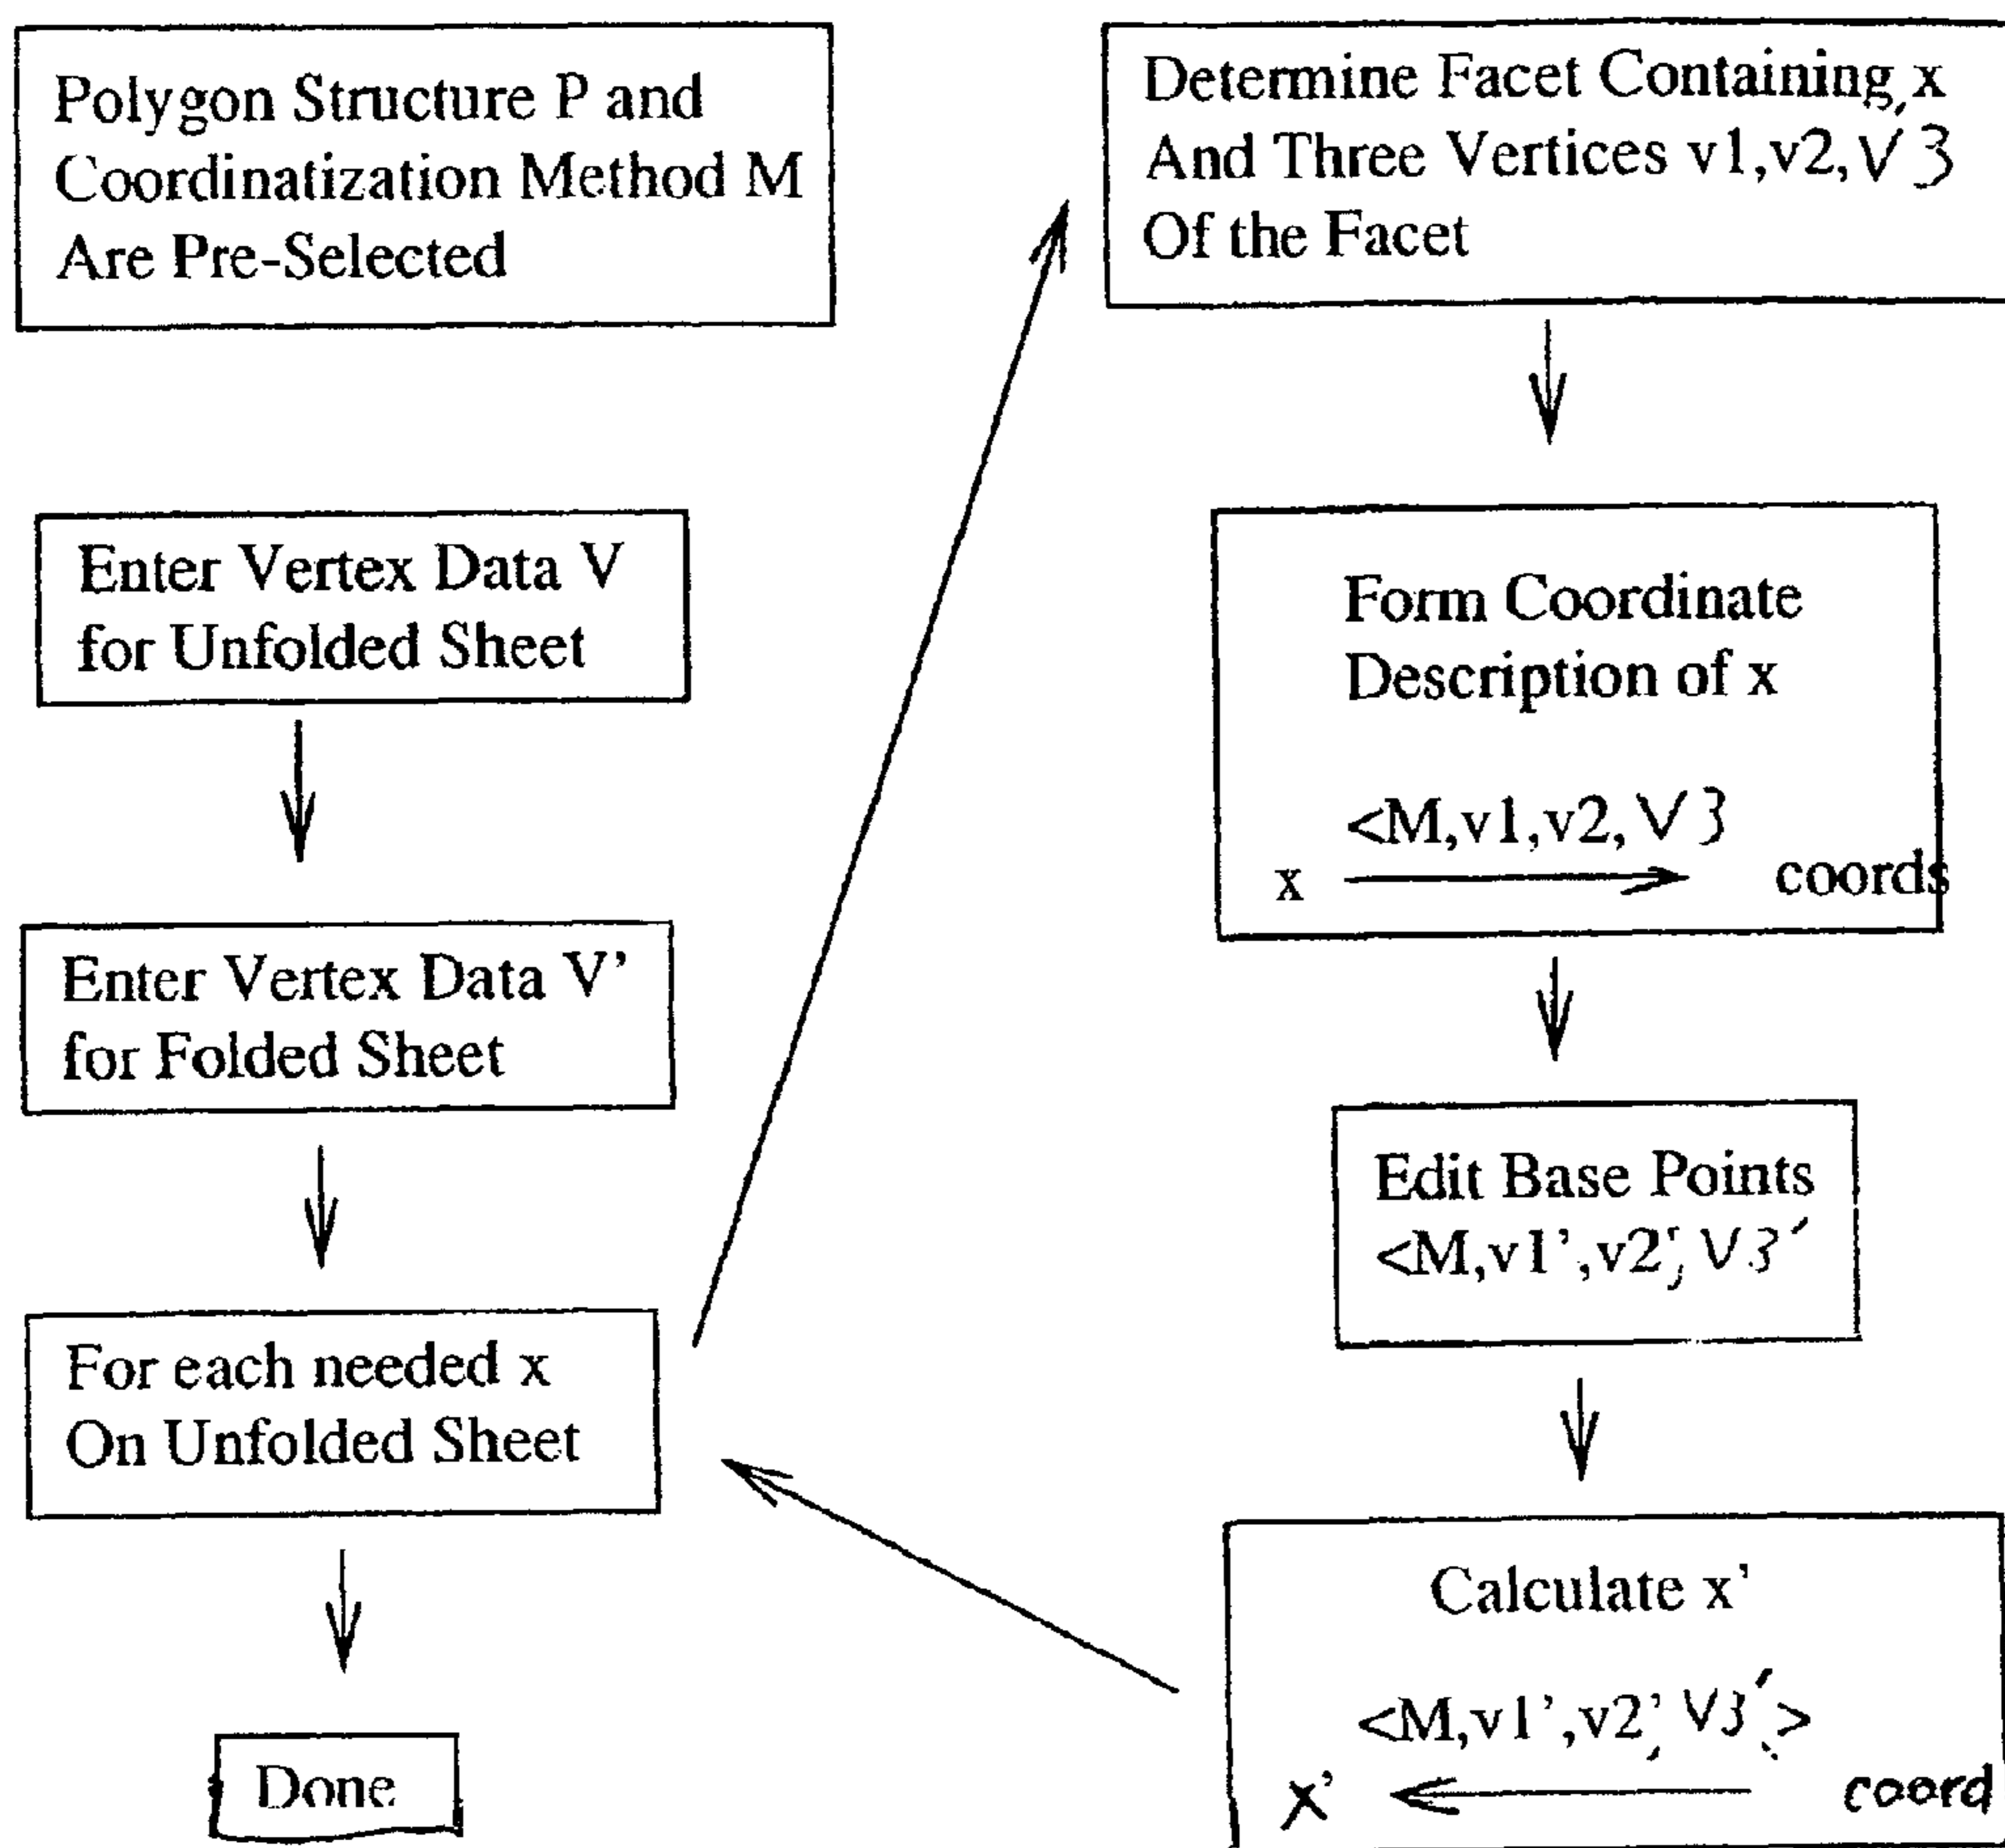 Polygon Structure P and
Coordinatization Method M
Are Pre-Selected
Enter Vertex Data V
for Unfolded Sheet
Enter Vertex Data V'
for Folded Sheet
For each needed x
On Unfolded Sheet
Done
Determine Facet Containing x
And Three Vertices v1,v2, V3
Of the Facet
Form Coordinate
Description of x
<M,v1,v2, V3
x coords
Edit Base Points
<M,v1',v2', V3'
Calculate x'
<M,v1',v2', V3'>
x' coord